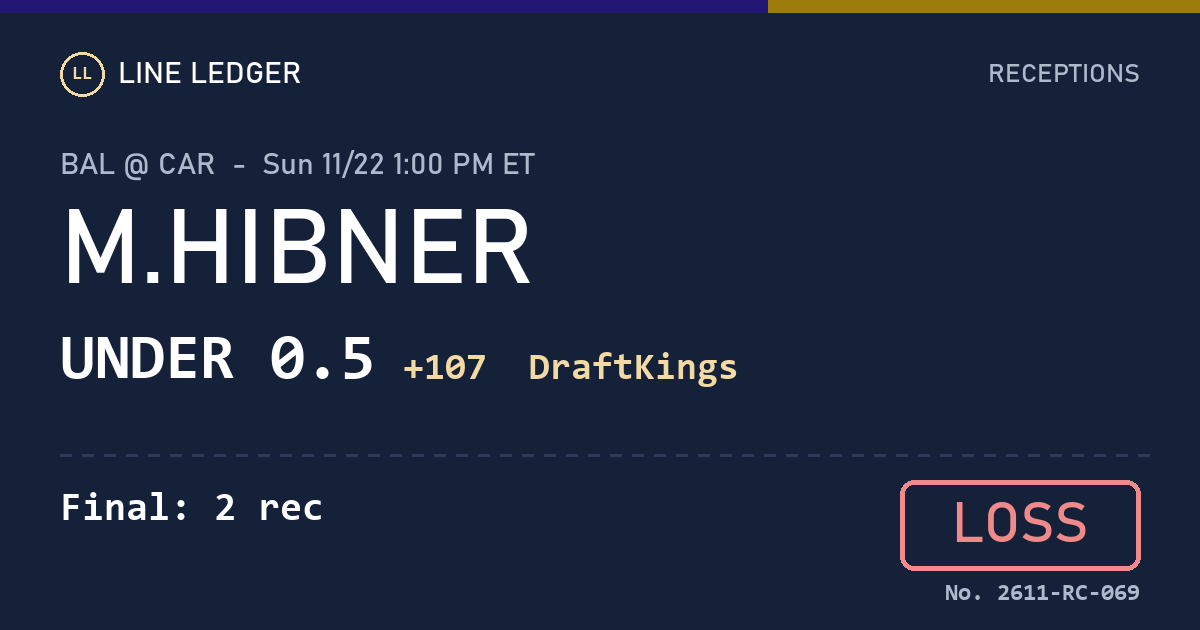 LL LINE LEDGER
RECEPTIONS
BAL @ CAR - Sun 11/22 1:00 PM ET
M.HIBNER
UNDER 0.5 +107 DraftKings
Final: 2 rec
LOSS
No. 2611-RC-069